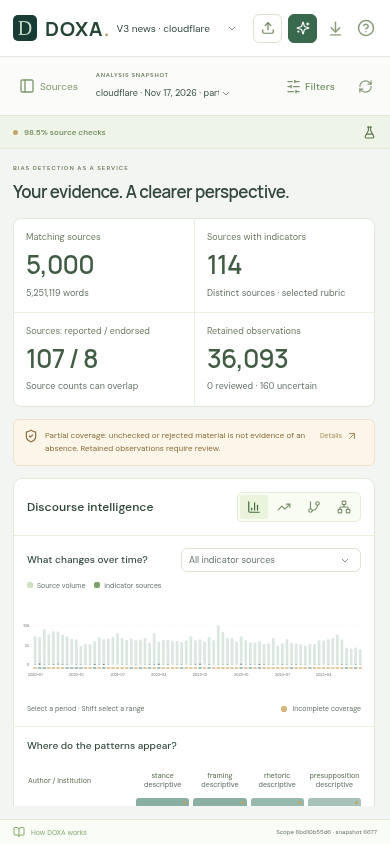 D DOXA. V3 news · cloudflare
Sources
ANALYSIS SNAPSHOT
cloudflare · Nov 17, 2026 · part
Filters
98.5% source checks
BIAS DETECTION AS A SERVICE
Your evidence. A clearer perspective.
Matching sources
5,000
5,251,119 words
Sources with indicators
114
Distinct sources · selected rubric
Sources: reported / endorsed
107 / 8
Source counts can overlap
Retained observations
36,093
0 reviewed · 160 uncertain
Partial coverage: unchecked or rejected material is not evidence of an
absence. Retained observations require review.
Details
Discourse intelligence
What changes over time?
All indicator sources
Source volume
Indicator sources
0
Select a period · Shift select a range
Incomplete coverage
Where do the patterns appear?
Author / Institution
stance
descriptive
framing
descriptive
rhetoric
descriptive
presupposition
descriptive
How DOXA works
Scope 6bd10b55d6 · snapshot 6677